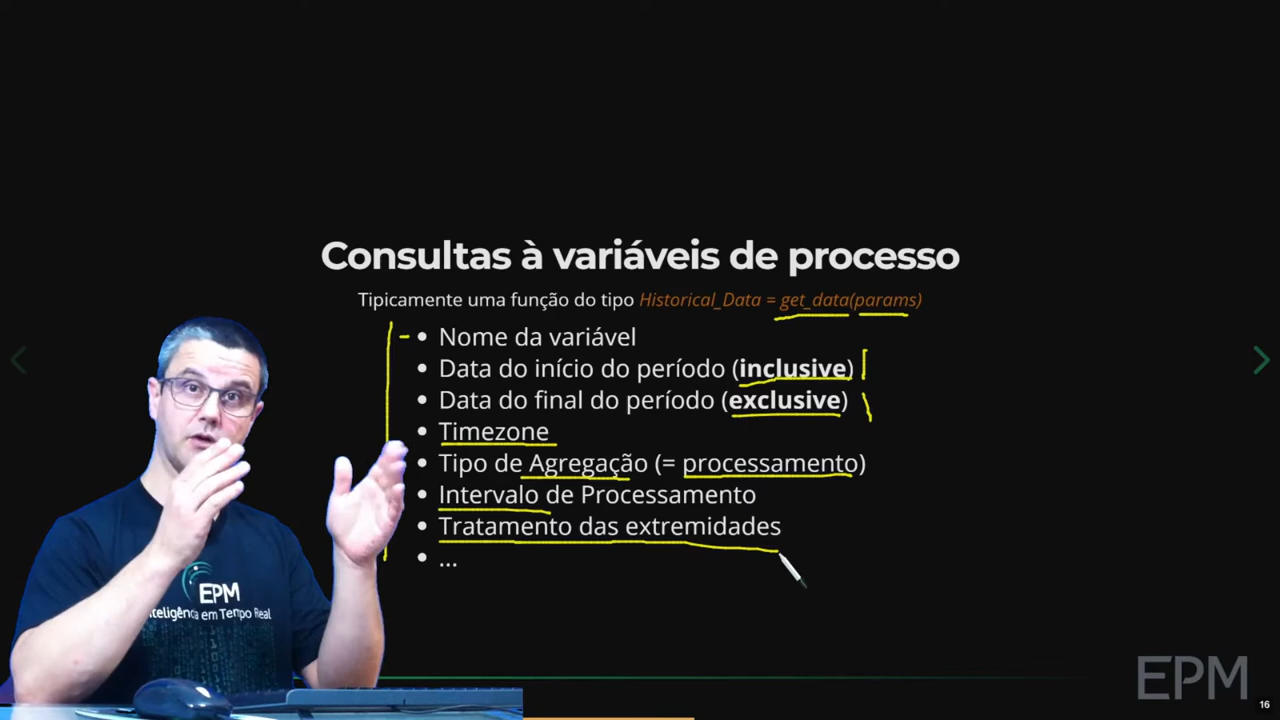 Consultas à variáveis de processo
Tipicamente uma função do tipo Historical_Data = get_data(params)
• Nome da variável
• Data do início do período (inclusive)
• Data do final do período (exclusive)
• Timezone
• Tipo de Agregação (= processamento)
• Intervalo de Processamento
• Tratamento das extremidades
• ...
EPM
nteligência em Tempo Real
EPM
16